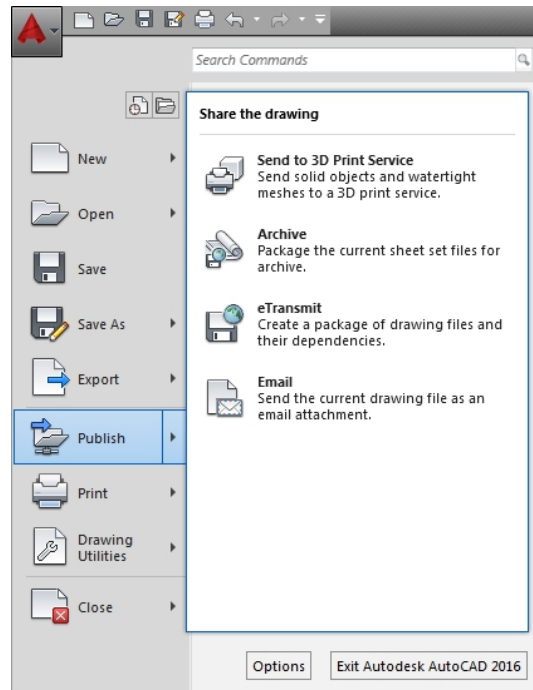 Search Commands
Share the drawing
New
Open
Save
Save As
Export
Publish
Print
Drawing
Utilities
Close
Send to 3D Print Service
Send solid objects and watertight
meshes to a 3D print service.
Archive
Package the current sheet set files for
archive.
eTransmit
Create a package of drawing files and
their dependencies.
Email
Send the current drawing file as an
email attachment.
Options
Exit Autodesk AutoCAD 2016